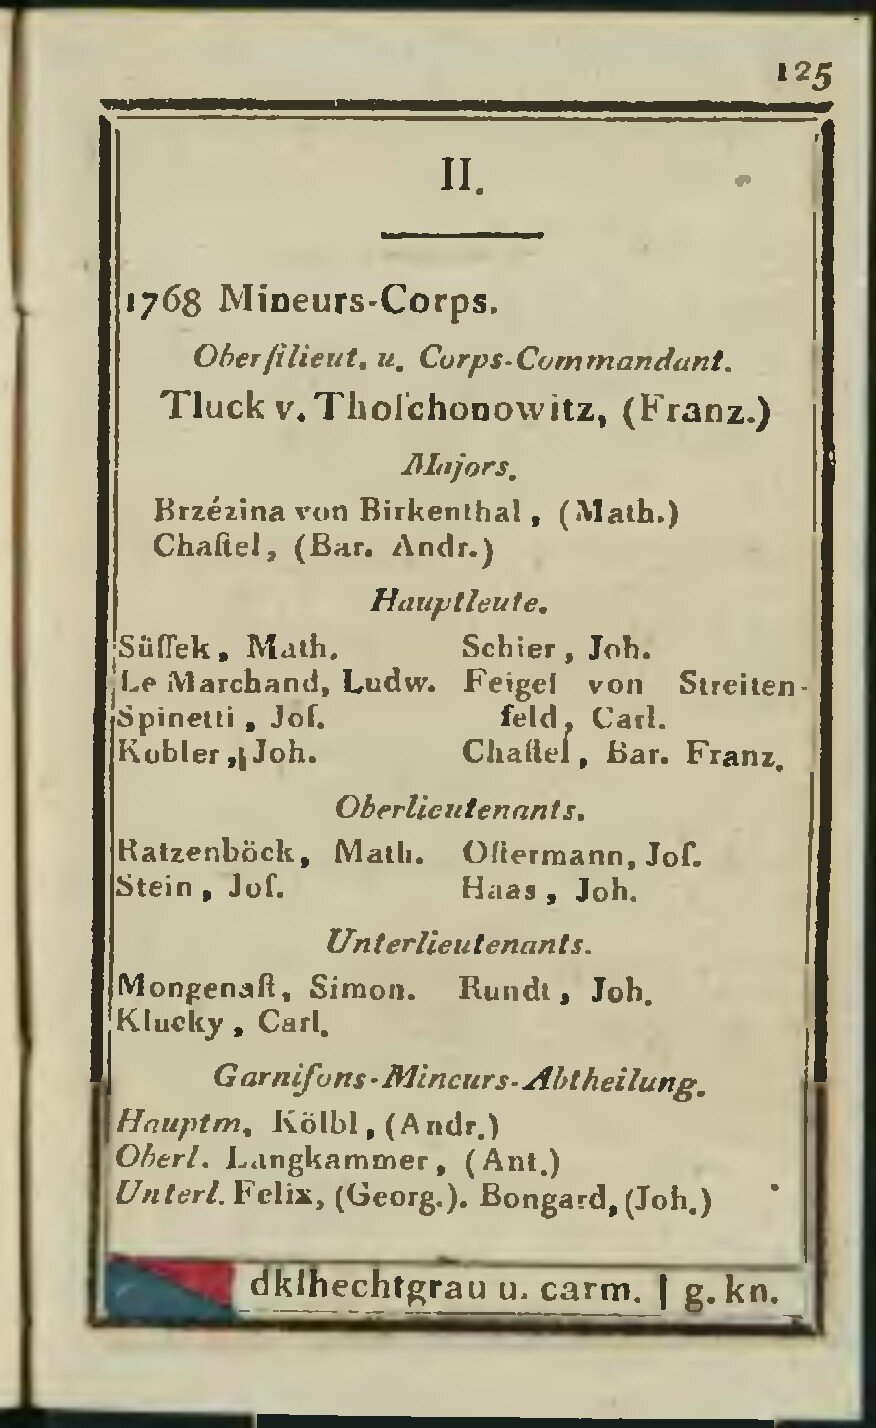 125
II.
1768 Mineurs-Corps.
Oberſtlieut. u. Corps-Commandant.
Tluck v. Tholſchonowitz, (Franz.)
Majors.
Brzézina von Birkenthal, (Math.)
Chaſtel, (Bar. Andr.)
Hauptleute.
Süſſek, Math.
Le Marchand, Ludw.
Spinetti, Joſ.
Kobler, Joh.
Schier, Joh.
Feigel von Streiten-
feld, Carl.
Chaſtel, Bar. Franz.
Oberlieutenants.
Ratzenböck, Math.
Stein, Joſ.
Oſtermann, Joſ.
Haas, Joh.
Unterlieutenants.
Mongenaſt, Simon.
Klucky, Carl.
Rundt, Joh.
Garniſons-Mineurs-Abtheilung.
Hauptm. Kölbl, (Andr.)
Oberl. Langkammer, (Ant.)
Unterl. Felix, (Georg.). Bongard, (Joh.)
dklhechtgrau u. carm. | g. kn.